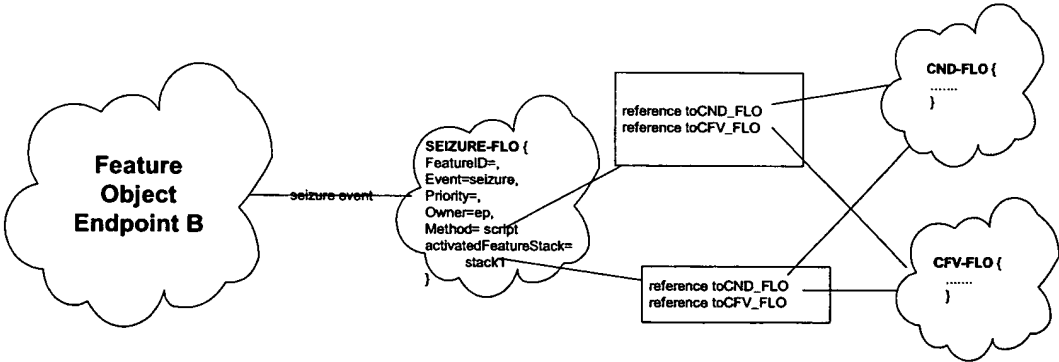 Feature
Object
Endpoint B
seizure event
SEIZURE-FLO {
FeatureID=,
Event=seizure,
Priority=,
Owner=ep,
Method= script
activatedFeatureStack=
stack1
}
reference toCND_FLO
reference toCFV_FLO
reference toCND_FLO
reference toCFV_FLO
CND-FLO {
.......
}
CFV-FLO {
.......
}